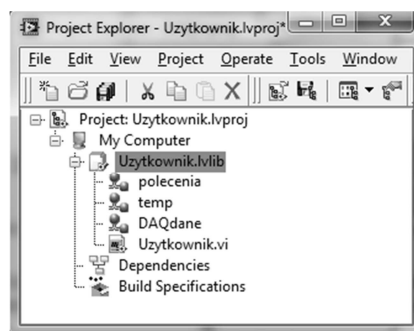 Project Explorer - Uzytkownik.lvproj*
File Edit View Project Operate Tools Window
Project: Uzytkownik.lvproj
My Computer
Uzytkownik.lvlib
polecenia
temp
DAQdane
Uzytkownik.vi
Dependencies
Build Specifications